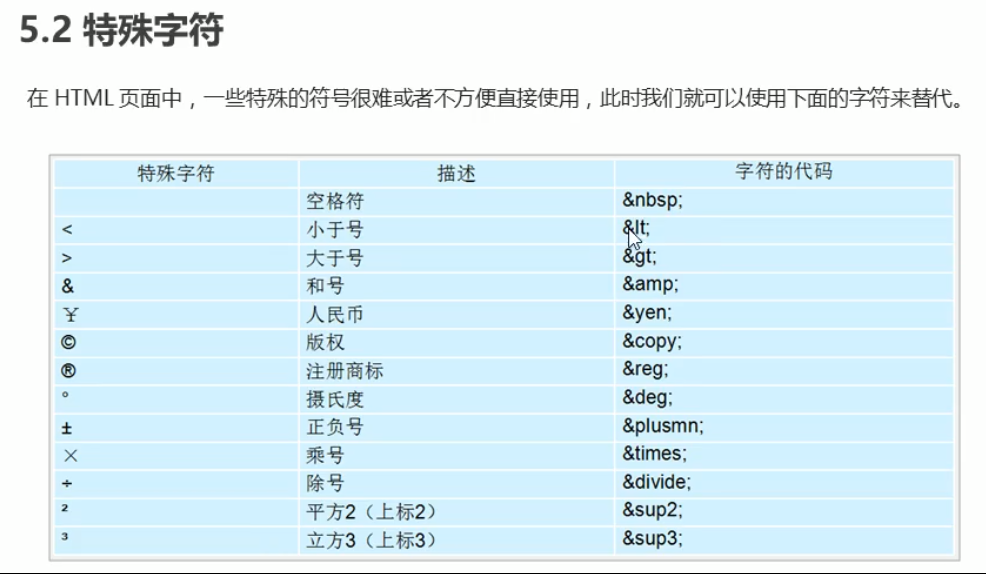 5.2 特殊字符
在 HTML 页面中，一些特殊的符号很难或者不方便直接使用，此时我们就可以使用下面的字符来替代。
特殊字符 描述 字符的代码
空格符 &nbsp;
< 小于号 &lt;
> 大于号 &gt;
& 和号 &amp;
￥ 人民币 &yen;
© 版权 &copy;
® 注册商标 &reg;
° 摄氏度 &deg;
± 正负号 &plusmn;
× 乘号 &times;
÷ 除号 &divide;
² 平方2（上标2） &sup2;
³ 立方3（上标3） &sup3;